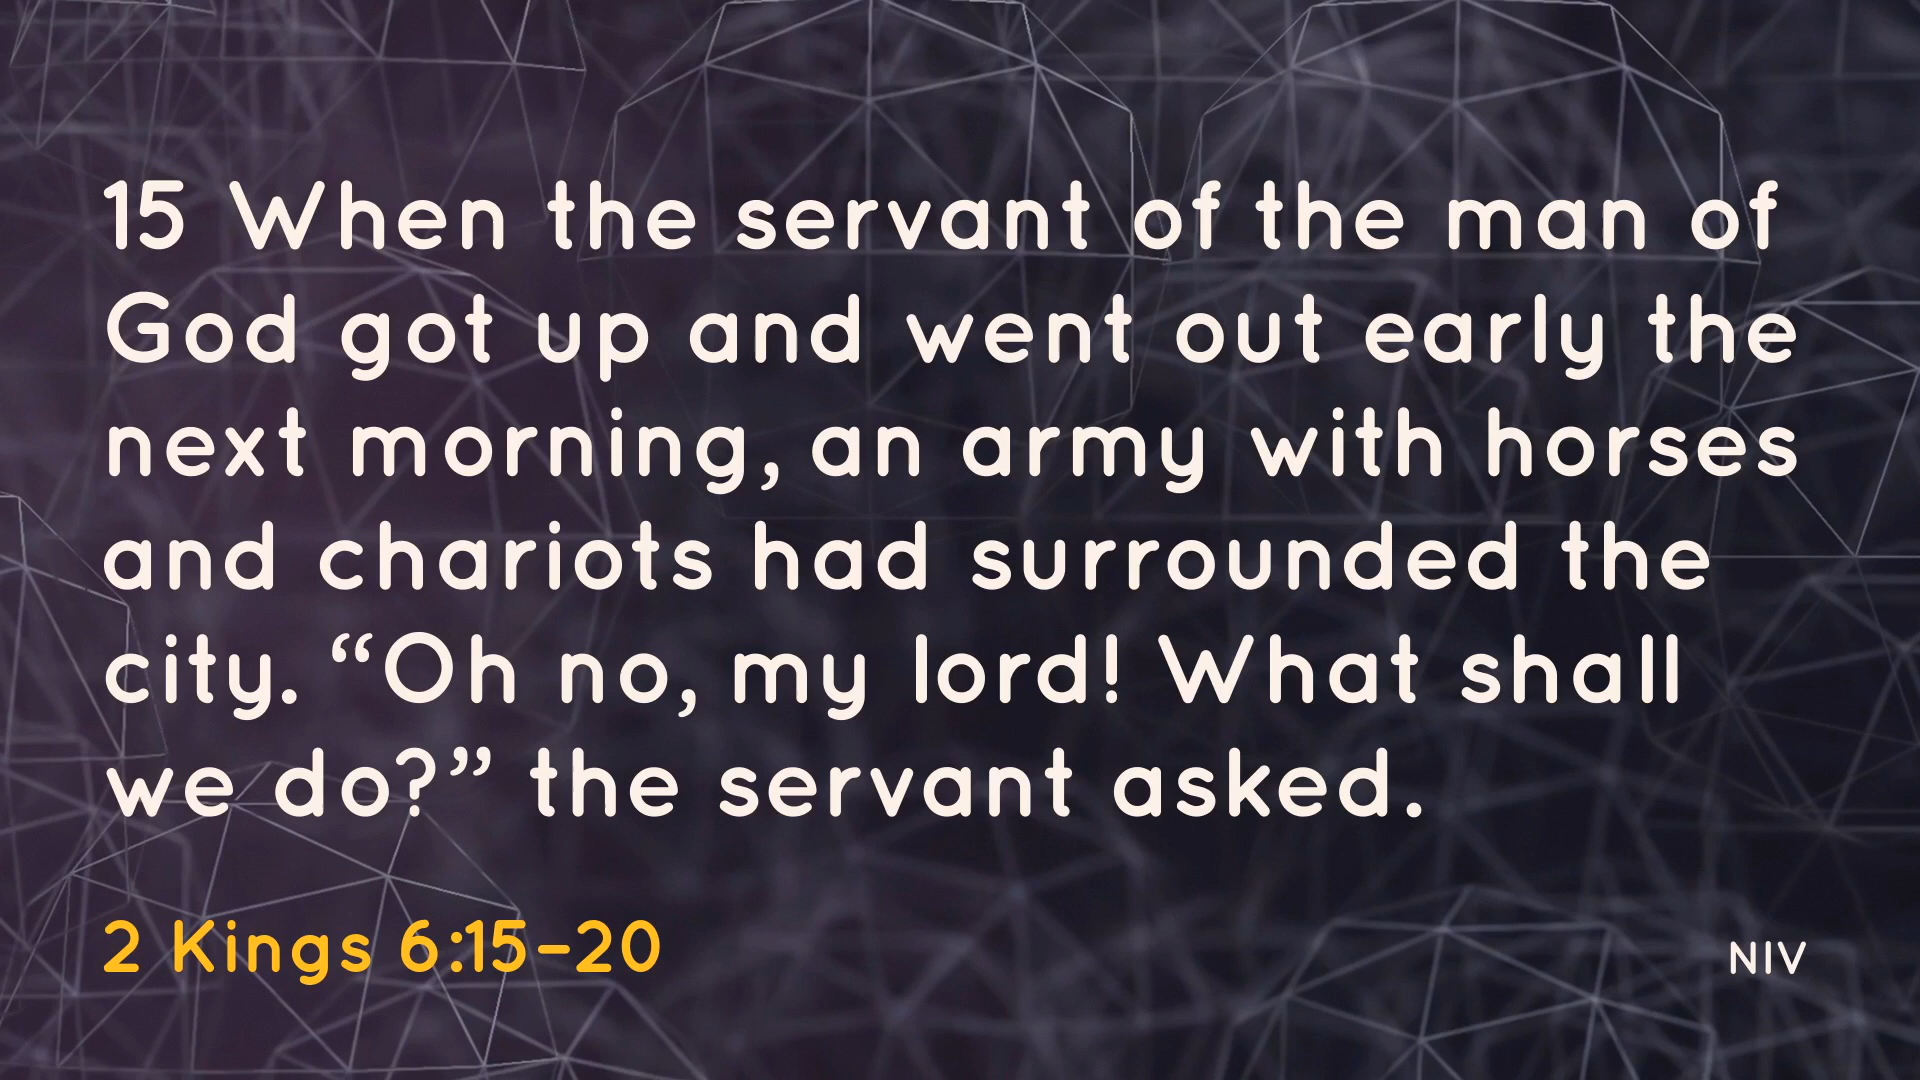 15 When the servant of the man of
God got up and went out early the
next morning, an army with horses
and chariots had surrounded the
city. “Oh no, my lord! What shall
we do?” the servant asked.
2 Kings 6:15–20
NIV